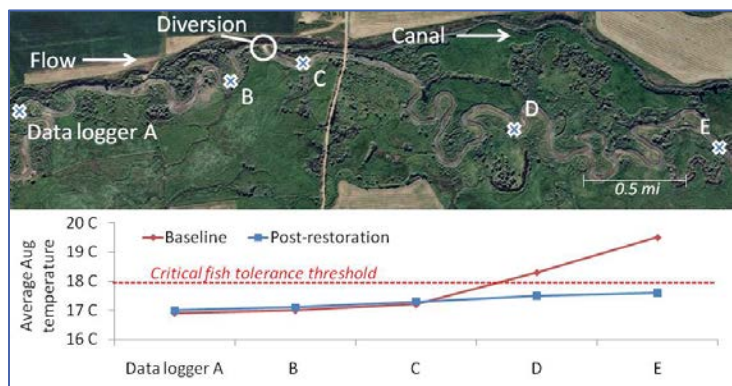 Diversion
Canal
Flow
B
C
Data logger A
D
E
0.5 mi
20 C
Baseline
Post-restoration
19 C
Critical fish tolerance threshold
18 C
17 C
16 C
Average Aug
temperature
Data logger A
B
C
D
E